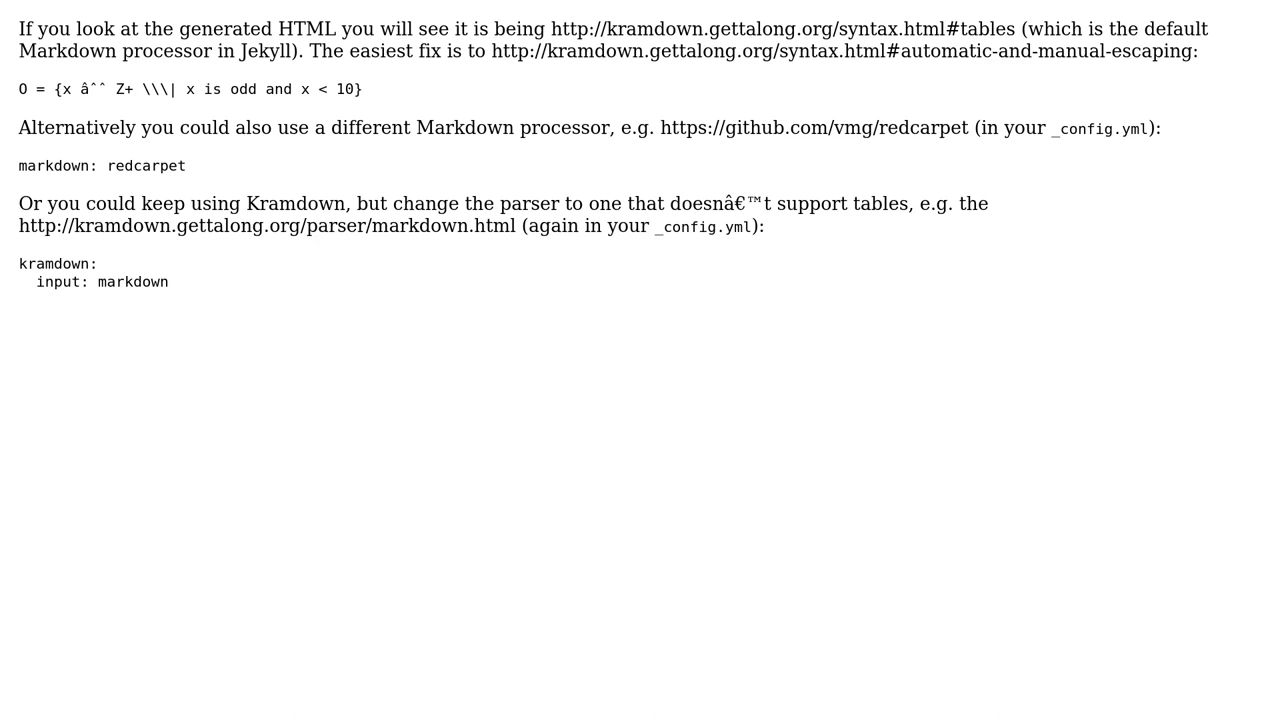 If you look at the generated HTML you will see it is being http://kramdown.gettalong.org/syntax.html#tables (which is the default
Markdown processor in Jekyll). The easiest fix is to http://kramdown.gettalong.org/syntax.html#automatic-and-manual-escaping:
O = {x âˆˆ Z+ \\\| x is odd and x < 10}
Alternatively you could also use a different Markdown processor, e.g. https://github.com/vmg/redcarpet (in your _config.yml):
markdown: redcarpet
Or you could keep using Kramdown, but change the parser to one that doesnâ€™t support tables, e.g. the
http://kramdown.gettalong.org/parser/markdown.html (again in your _config.yml):
kramdown:
  input: markdown